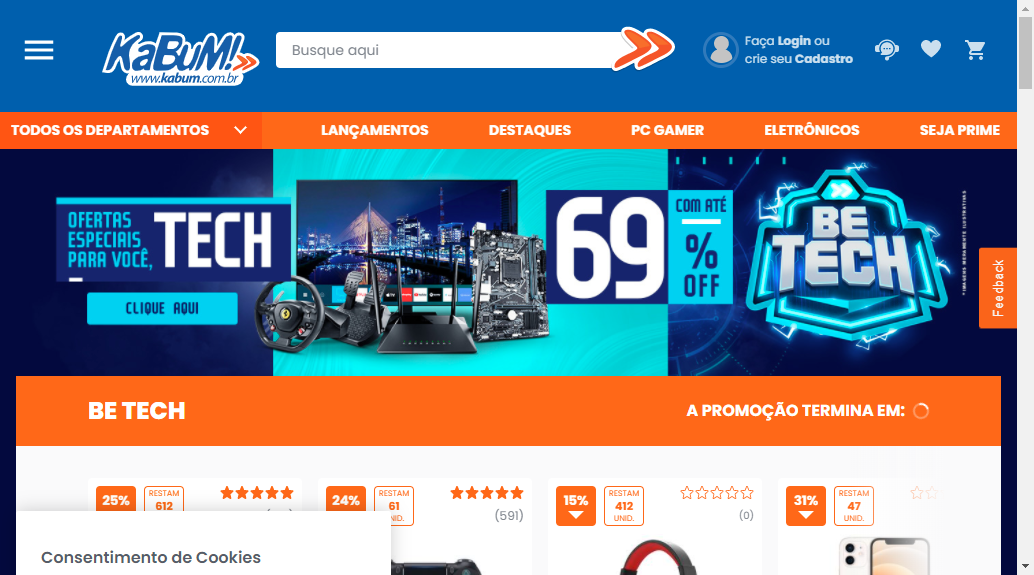 KaBuM!
www.kabum.com.br
Busque aqui
Faça Login ou
crie seu Cadastro
TODOS OS DEPARTAMENTOS
LANÇAMENTOS
DESTAQUES
PC GAMER
ELETRÔNICOS
SEJA PRIME
OFERTAS
ESPECIAIS
PARA VOCÊ,
TECH
CLIQUE AQUI
69
COM ATÉ
%
OFF
BE
TECH
* IMAGENS MERAMENTE ILUSTRATIVAS
Feedback
BE TECH
A PROMOÇÃO TERMINA EM:
25%
RESTAM
612
24%
RESTAM
61
UNID.
(591)
15%
RESTAM
412
UNID.
(0)
31%
RESTAM
47
UNID.
Consentimento de Cookies